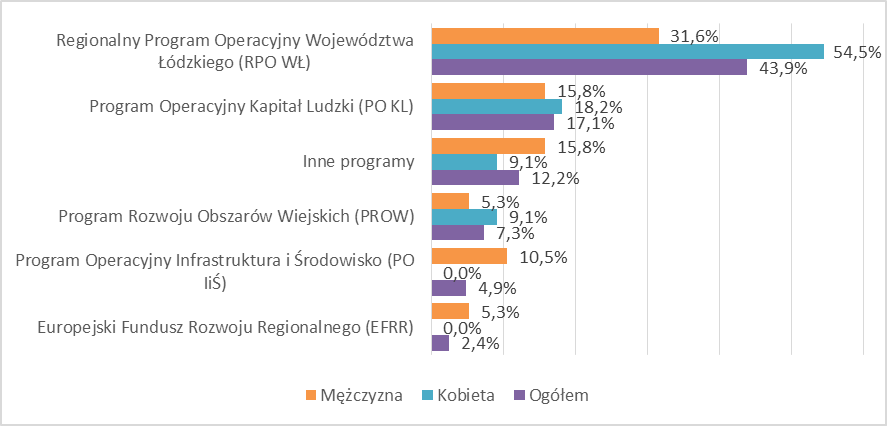 Regionalny Program Operacyjny Województwa
Łódzkiego (RPO WŁ)
31,6%
54,5%
43,9%
Program Operacyjny Kapitał Ludzki (PO KL)
15,8%
18,2%
17,1%
Inne programy
15,8%
9,1%
12,2%
Program Rozwoju Obszarów Wiejskich (PROW)
5,3%
9,1%
7,3%
Program Operacyjny Infrastruktura i Środowisko (PO
IiŚ)
10,5%
0,0%
4,9%
Europejski Fundusz Rozwoju Regionalnego (EFRR)
5,3%
0,0%
2,4%
Mężczyzna Kobieta Ogółem